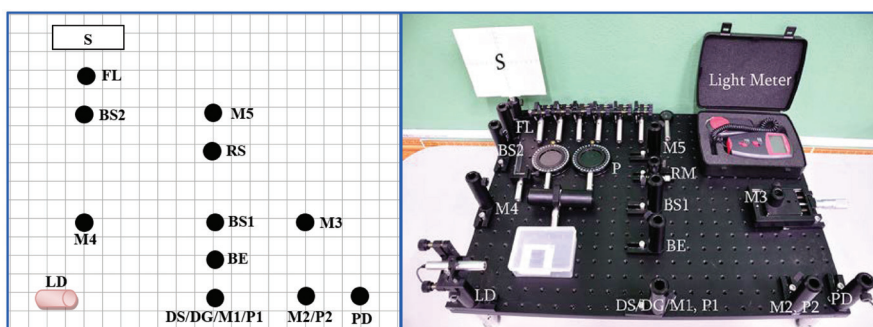 S
FL
BS2
M5
RS
M4
BS1
M3
BE
LD
DS/DG/M1/P1
M2/P2
PD
S
Light Meter
FL
BS2
M5
P
RM
M4
BS1
M3
BE
LD
DS/DG/M1, P1
M2, P2
PD